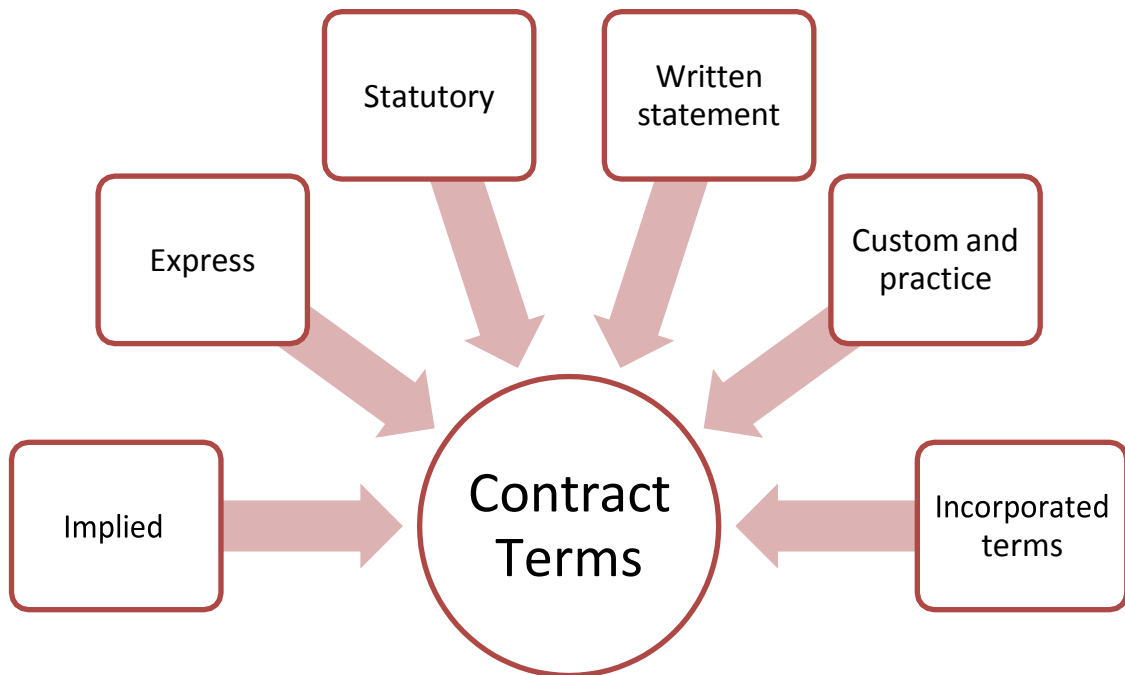 Statutory
Written
statement
Express
Custom and
practice
Implied
Contract
Terms
Incorporated
terms